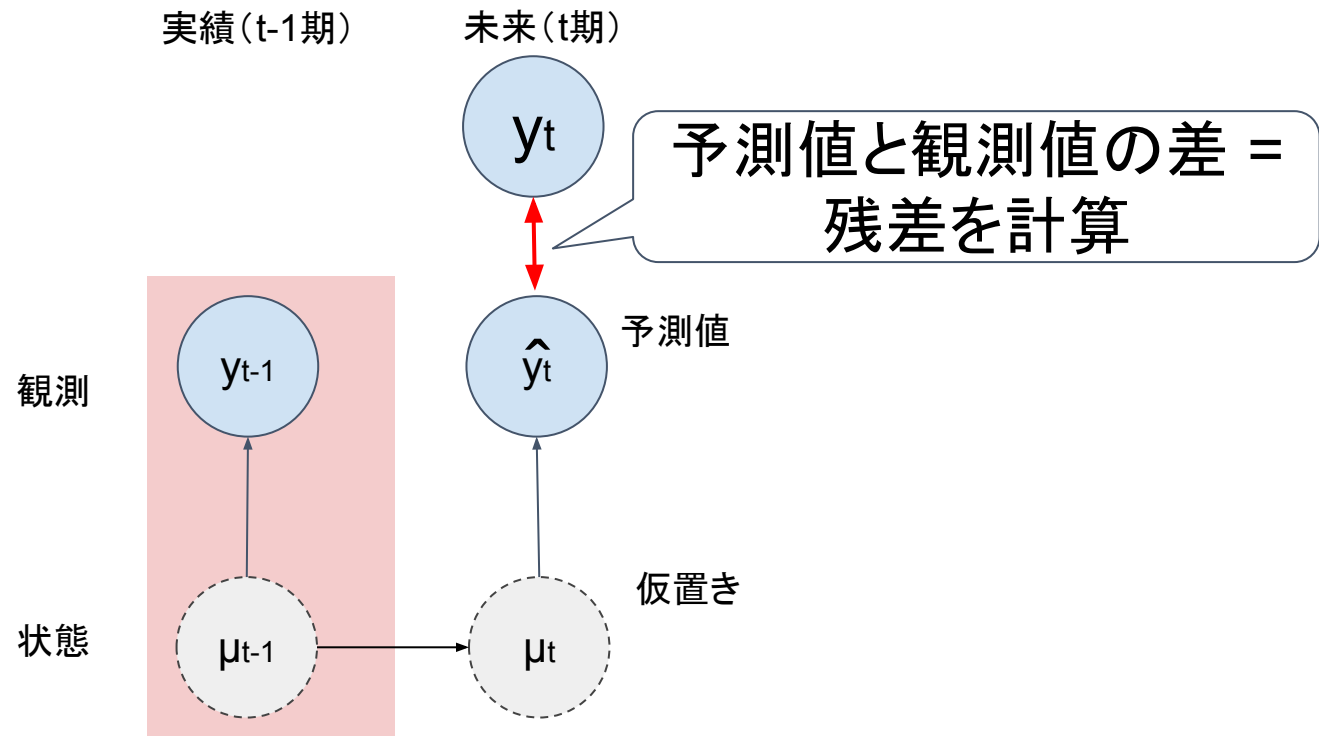 実績（t-1期）
未来（t期）
yt
予測値と観測値の差 =
残差を計算
観測
yt-1
ŷt
予測値
状態
μt-1
μt
仮置き